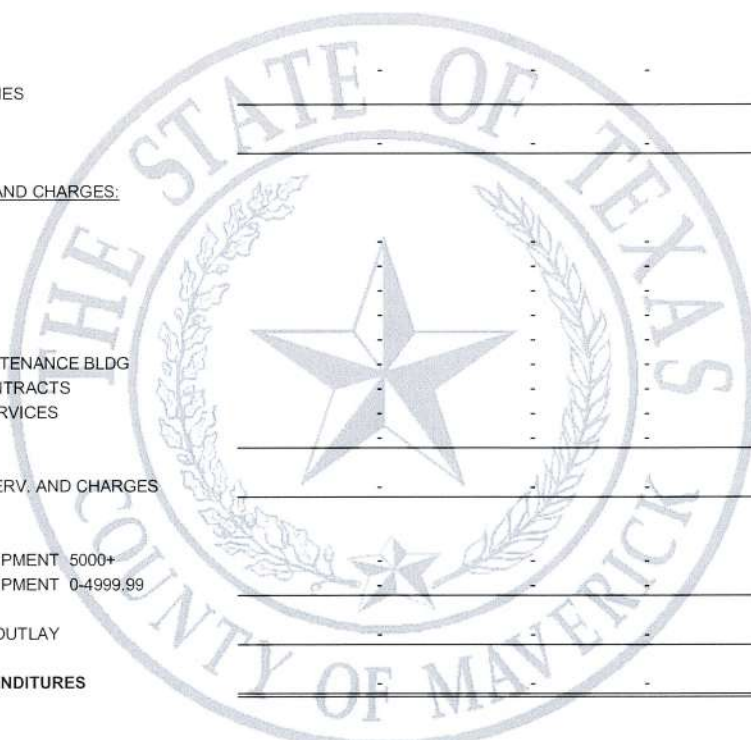 THE STATE OF TEXAS
- - -
IES
- - -
AND CHARGES:
- - -
- - -
- - -
- - -
- - -
TENANCE BLDG - - -
NTRACTS - - -
RVICES - - -
- - -
ERV. AND CHARGES - - -
PMENT 5000+ - - -
PMENT 0-4999.99 - - -
OUTLAY - - -
NDITURES - - -
COUNTY OF MAVERICK